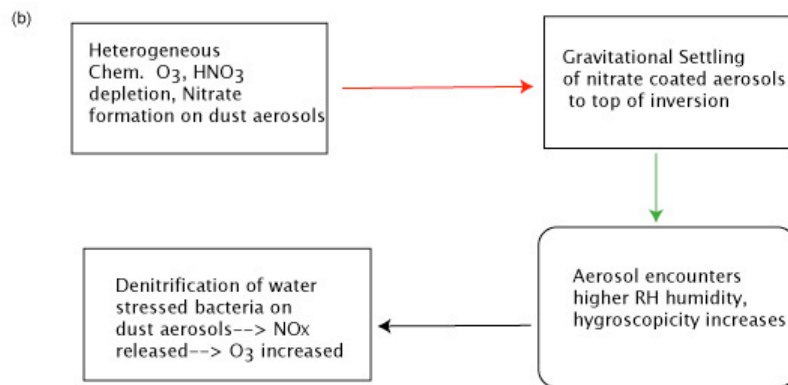 (b)
Heterogeneous
Chem.  O3, HNO3
depletion, Nitrate
formation on dust aerosols
Gravitational Settling
of nitrate coated aerosols
to top of inversion
Aerosol encounters
higher RH humidity,
hygroscopicity increases
Denitrification of water
stressed bacteria on
dust aerosols--> NOx
released--> O3 increased